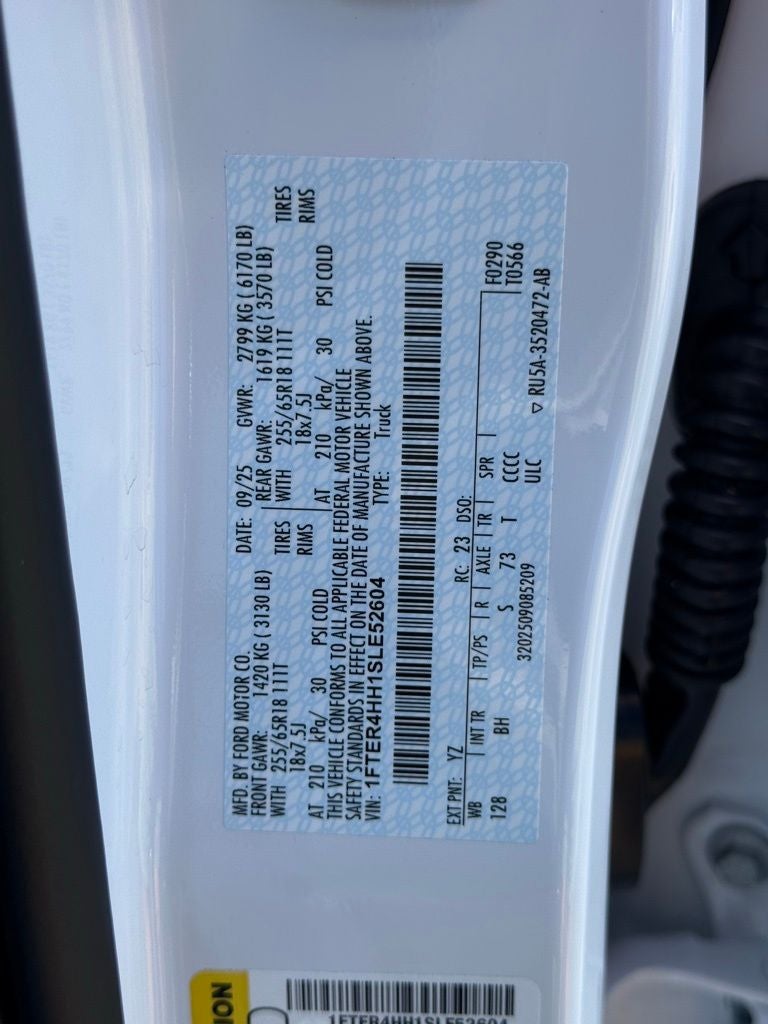 MFD. BY FORD MOTOR CO. DATE: 09/25 GVWR: 2799 KG ( 6170 LB)
FRONT GAWR: 1420 KG ( 3130 LB) REAR GAWR: 1619 KG ( 3570 LB)
WITH 255/65R18 111T TIRES WITH 255/65R18 111T TIRES
18x7.5J RIMS 18x7.5J RIMS
AT 210 kPa/ 30 PSI COLD AT 210 kPa/ 30 PSI COLD
THIS VEHICLE CONFORMS TO ALL APPLICABLE FEDERAL MOTOR VEHICLE
SAFETY STANDARDS IN EFFECT ON THE DATE OF MANUFACTURE SHOWN ABOVE.
VIN: 1FTER4HH1SLE52604 TYPE: Truck
EXT PNT: YZ RC: 23 DSO:
WB INT TR TP/PS R AXLE TR SPR F0290
128 BH S 73 T CCCC T0566
3202509085209 ULC
▽ RU5A-3520472-AB
1FTER4HH1SLE52604